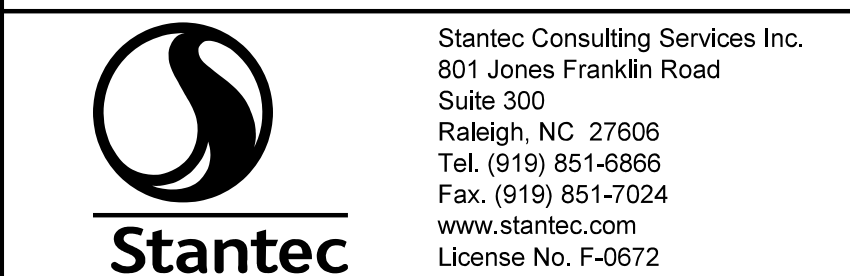 Stantec
Stantec Consulting Services Inc.
801 Jones Franklin Road
Suite 300
Raleigh, NC  27606
Tel. (919) 851-6866
Fax. (919) 851-7024
www.stantec.com
License No. F-0672